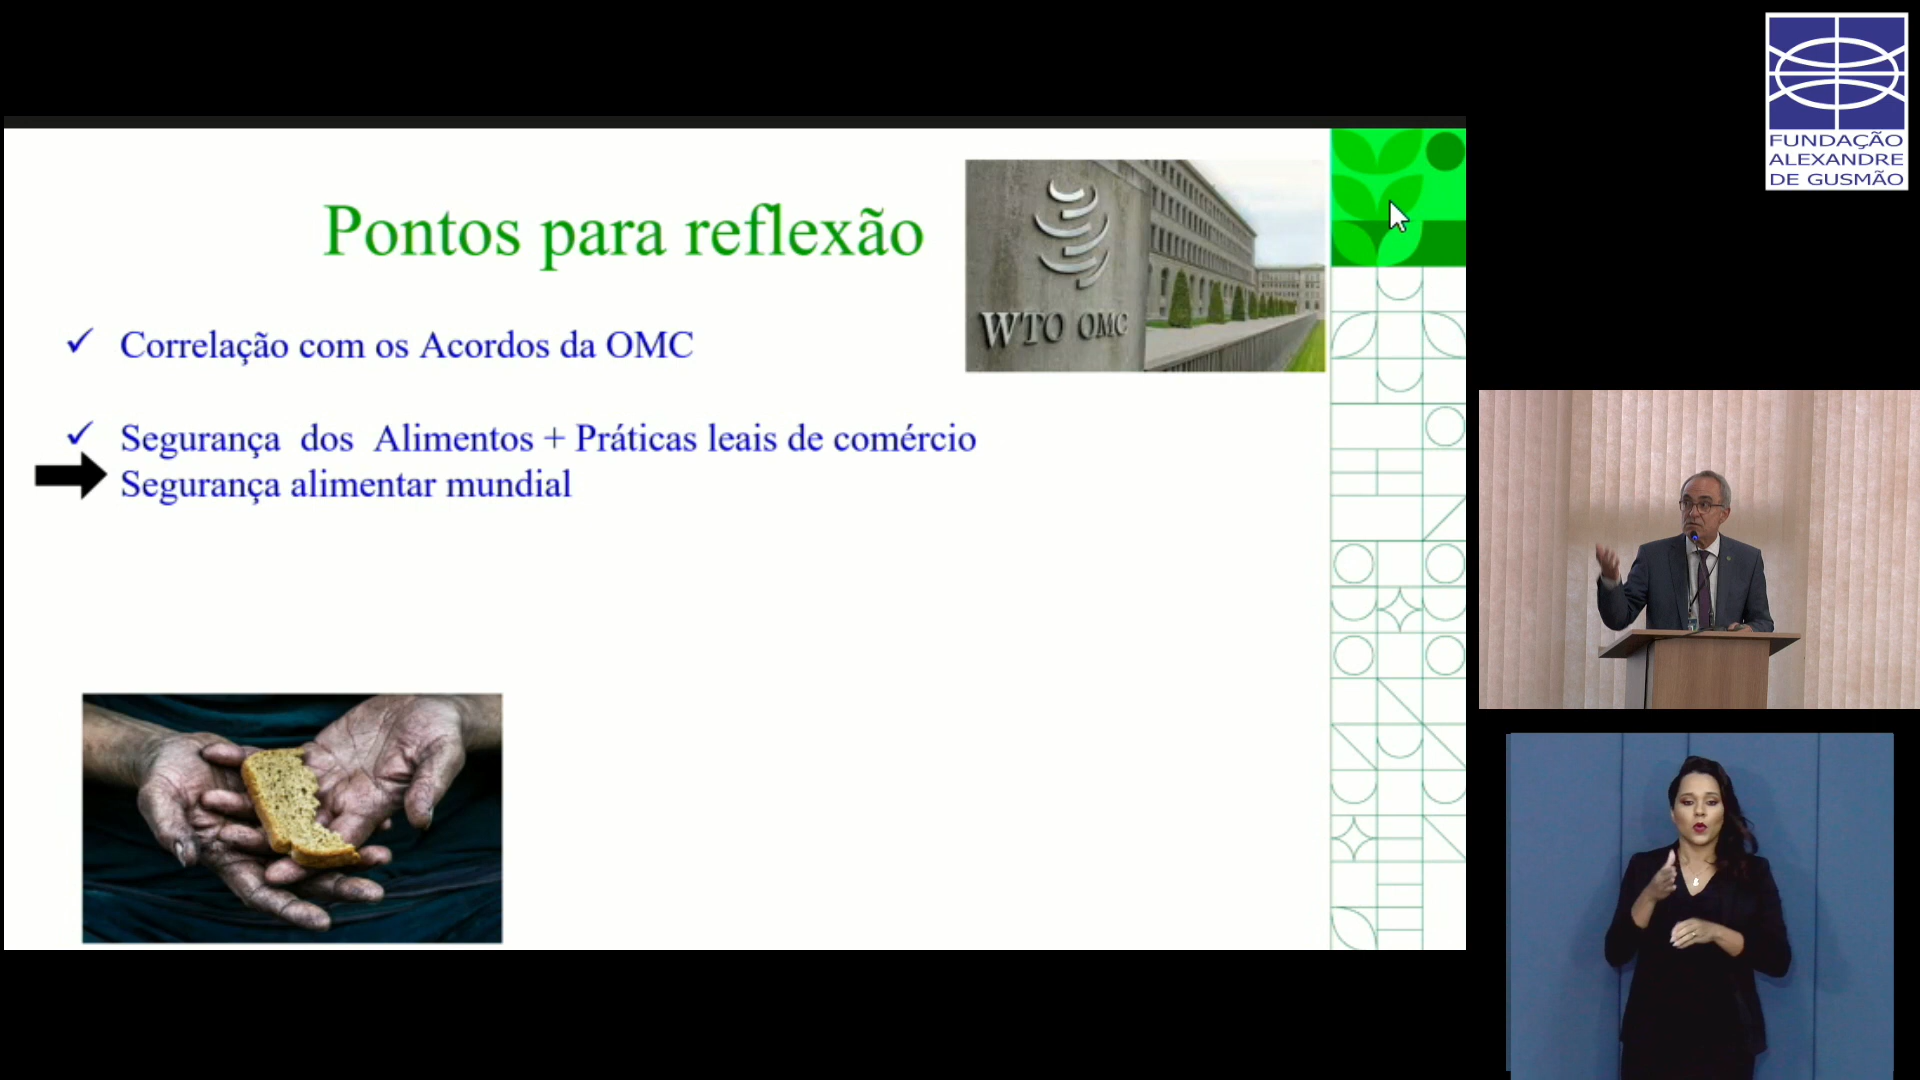 Pontos para reflexão
WTO OMC
✓ Correlação com os Acordos da OMC
✓ Segurança dos Alimentos + Práticas leais de comércio
Segurança alimentar mundial
FUNDAÇÃO
ALEXANDRE
DE GUSMÃO